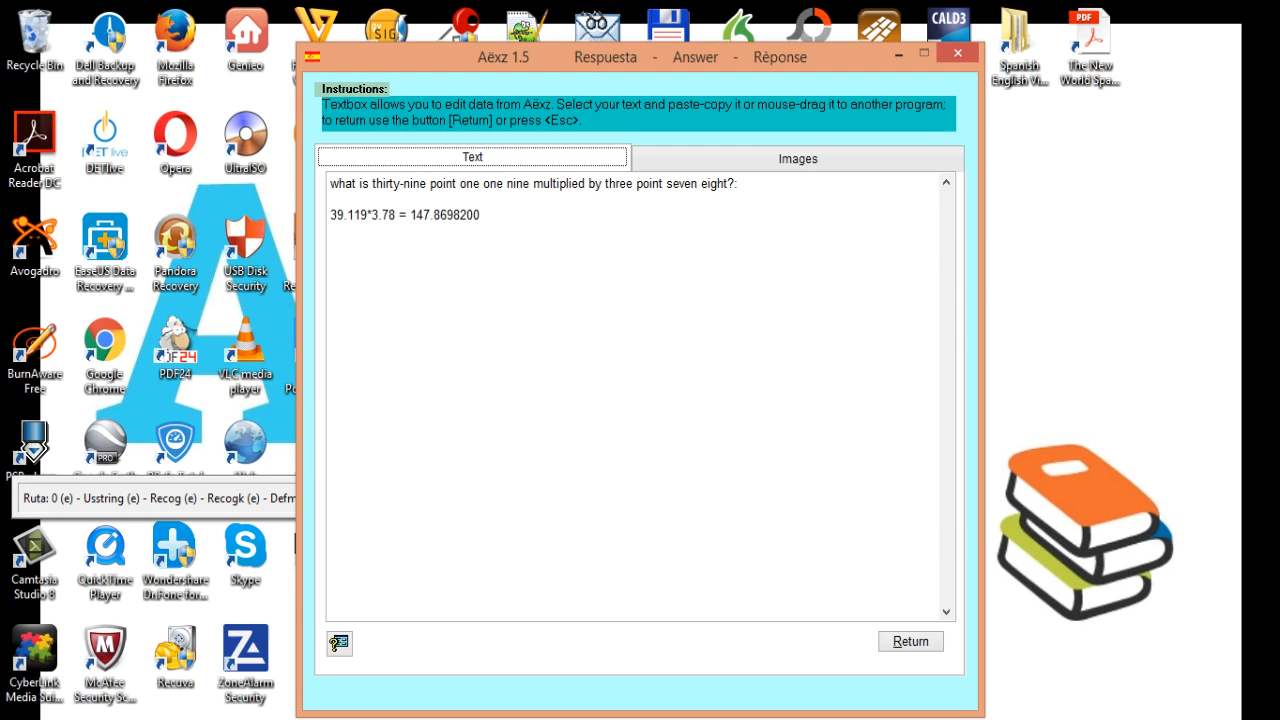 Recycle Bin
Dell Backup
and Recovery
Mozilla
Firefox
Genieo
SIG
CALD3
PDF
Spanish
English Vi...
The New
World Spa...
Aëxz 1.5 Respuesta - Answer - Rèponse
Instructions:
Textbox allows you to edit data from Aëxz. Select your text and paste-copy it or mouse-drag it to another program;
to return use the button [Return] or press <Esc>.
Text
Images
what is thirty-nine point one one nine multiplied by three point seven eight?:
39.119*3.78 = 147.8698200
Return
Acrobat
Reader DC
DETlive
Opera
UltraISO
Avogadro
EaseUS Data
Recovery ...
Pandora
Recovery
USB Disk
Security
BurnAware
Free
Google
Chrome
PDF24
VLC media
player
PRO
Ruta: 0 (e) - Usstring (e) - Recog (e) - Recogk (e) - Defm
Camtasia
Studio 8
QuickTime
Player
Wondershare
Dr.Fone for...
Skype
CyberLink
Media Sui...
McAfee
Security Sc...
Recuva
ZoneAlarm
Security